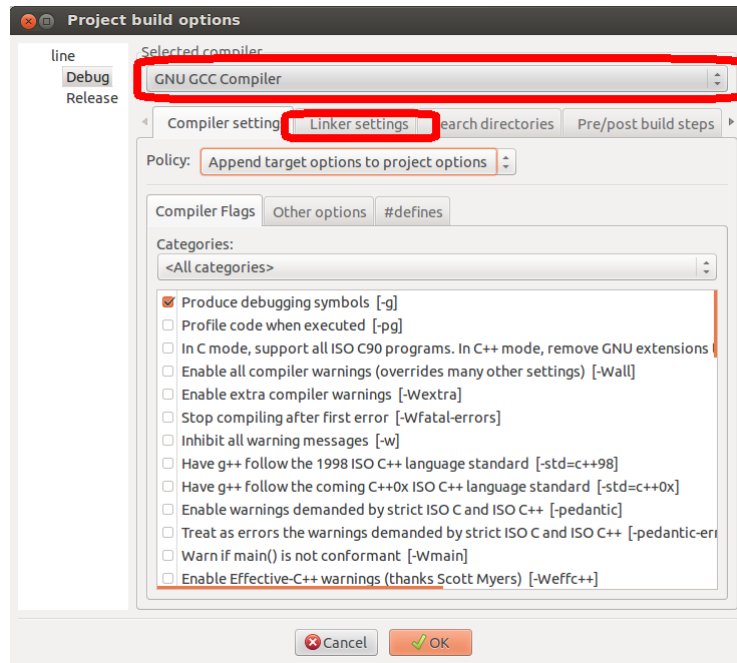 Project build options
line
Debug
Release
Selected compiler
GNU GCC Compiler
Compiler setting Linker settings earch directories Pre/post build steps
Policy: Append target options to project options
Compiler Flags Other options #defines
Categories:
<All categories>
Produce debugging symbols [-g]
Profile code when executed [-pg]
In C mode, support all ISO C90 programs. In C++ mode, remove GNU extensions
Enable all compiler warnings (overrides many other settings) [-Wall]
Enable extra compiler warnings [-Wextra]
Stop compiling after first error [-Wfatal-errors]
Inhibit all warning messages [-w]
Have g++ follow the 1998 ISO C++ language standard [-std=c++98]
Have g++ follow the coming C++0x ISO C++ language standard [-std=c++0x]
Enable warnings demanded by strict ISO C and ISO C++ [-pedantic]
Treat as errors the warnings demanded by strict ISO C and ISO C++ [-pedantic-err
Warn if main() is not conformant [-Wmain]
Enable Effective-C++ warnings (thanks Scott Myers) [-Weffc++]
Cancel OK